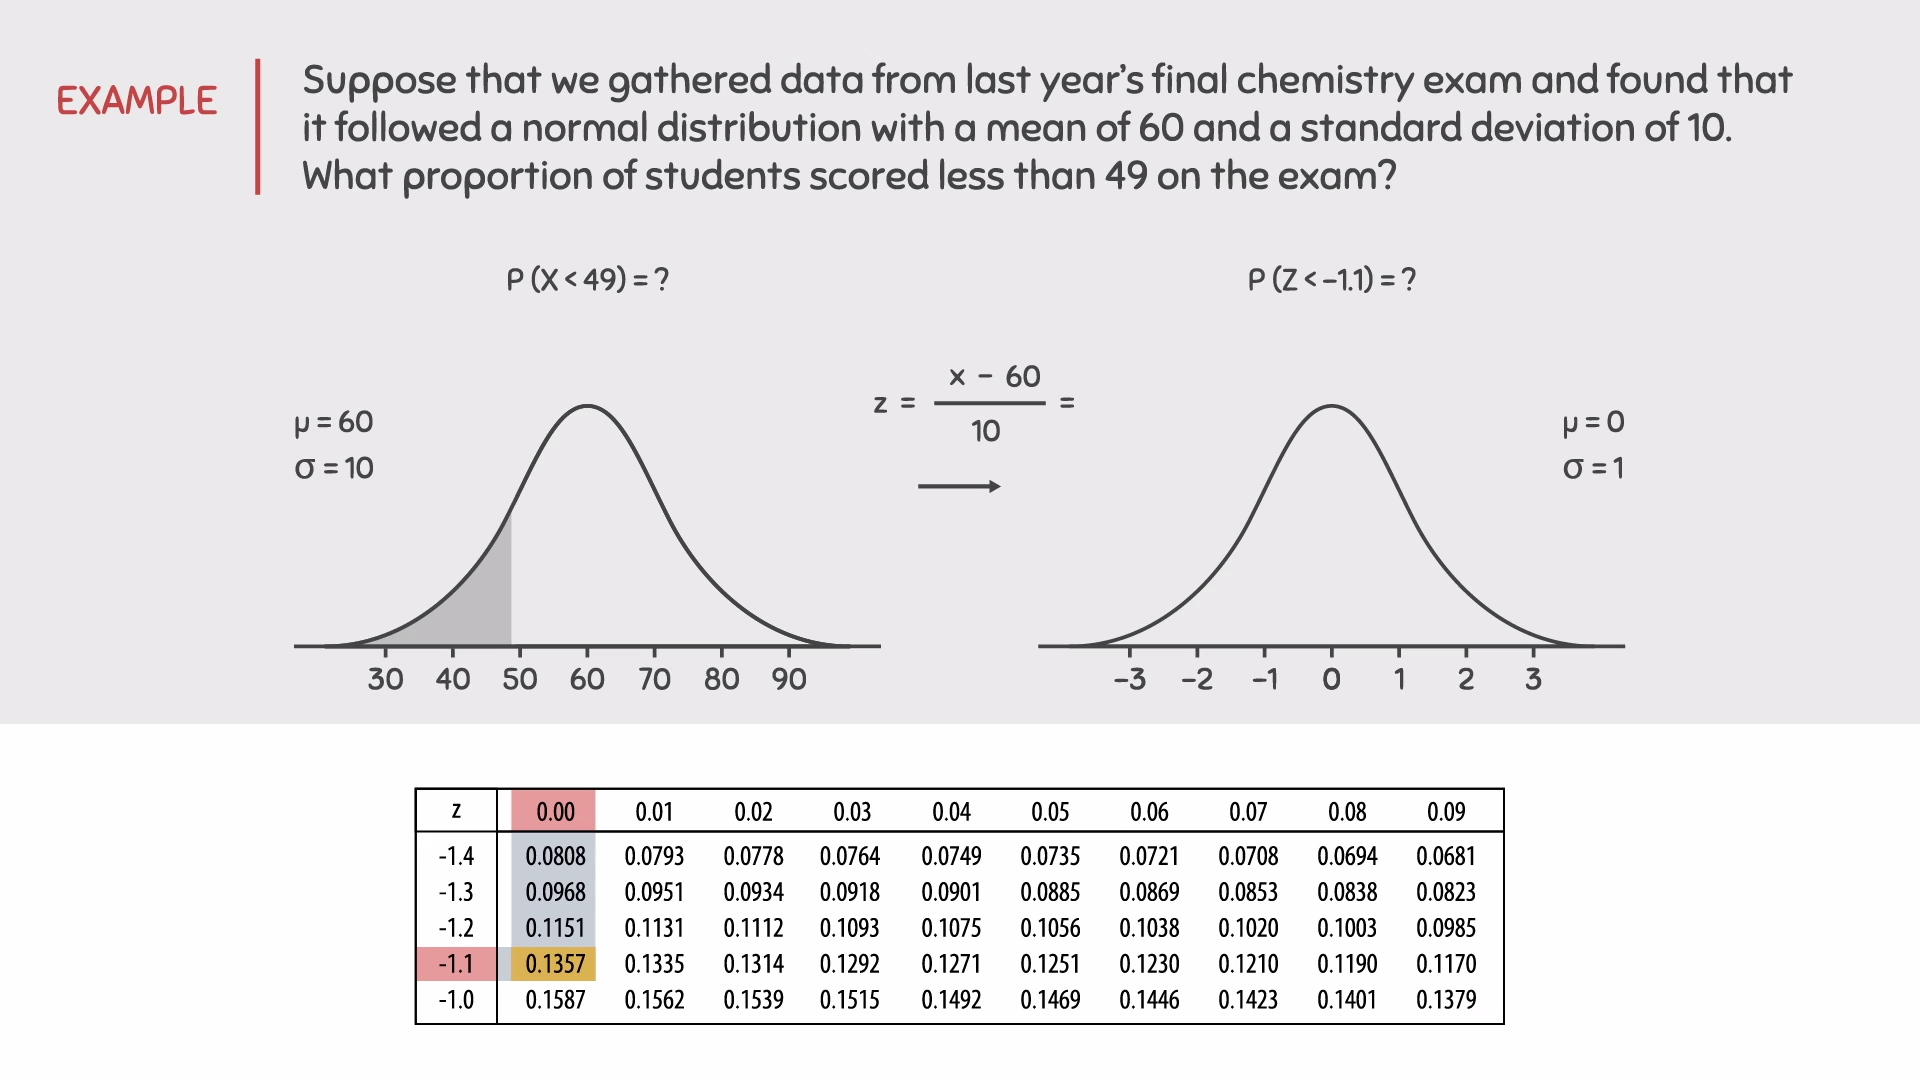 EXAMPLE
Suppose that we gathered data from last year’s final chemistry exam and found that
it followed a normal distribution with a mean of 60 and a standard deviation of 10.
What proportion of students scored less than 49 on the exam?
P (X < 49) = ?
P (Z < -1.1) = ?
μ = 60
σ = 10
z = x - 60 / 10 =
μ = 0
σ = 1
30 40 50 60 70 80 90
-3 -2 -1 0 1 2 3
z 0.00 0.01 0.02 0.03 0.04 0.05 0.06 0.07 0.08 0.09
-1.4 0.0808 0.0793 0.0778 0.0764 0.0749 0.0735 0.0721 0.0708 0.0694 0.0681
-1.3 0.0968 0.0951 0.0934 0.0918 0.0901 0.0885 0.0869 0.0853 0.0838 0.0823
-1.2 0.1151 0.1131 0.1112 0.1093 0.1075 0.1056 0.1038 0.1020 0.1003 0.0985
-1.1 0.1357 0.1335 0.1314 0.1292 0.1271 0.1251 0.1230 0.1210 0.1190 0.1170
-1.0 0.1587 0.1562 0.1539 0.1515 0.1492 0.1469 0.1446 0.1423 0.1401 0.1379